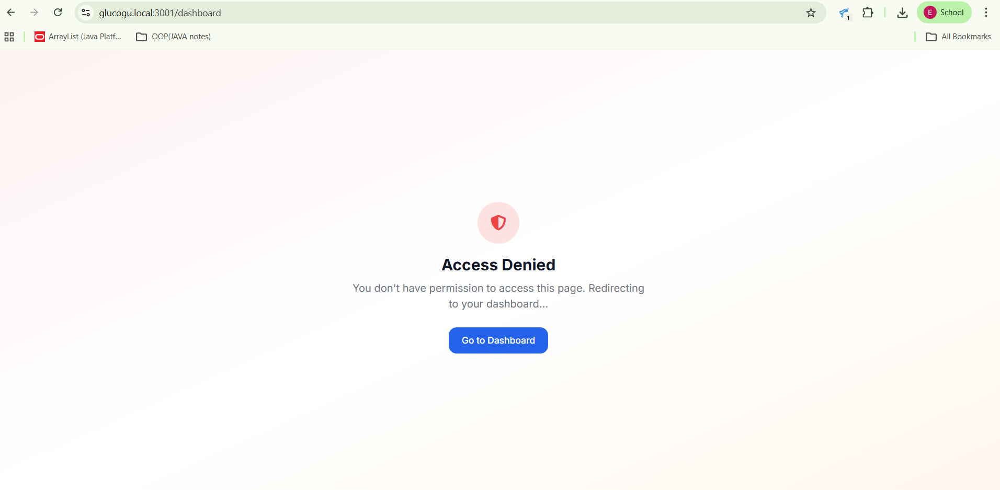 glucogu.local:3001/dashboard
1
E
School
ArrayList (Java Platf...
OOP(JAVA notes)
All Bookmarks
Access Denied
You don't have permission to access this page. Redirecting
to your dashboard...
Go to Dashboard